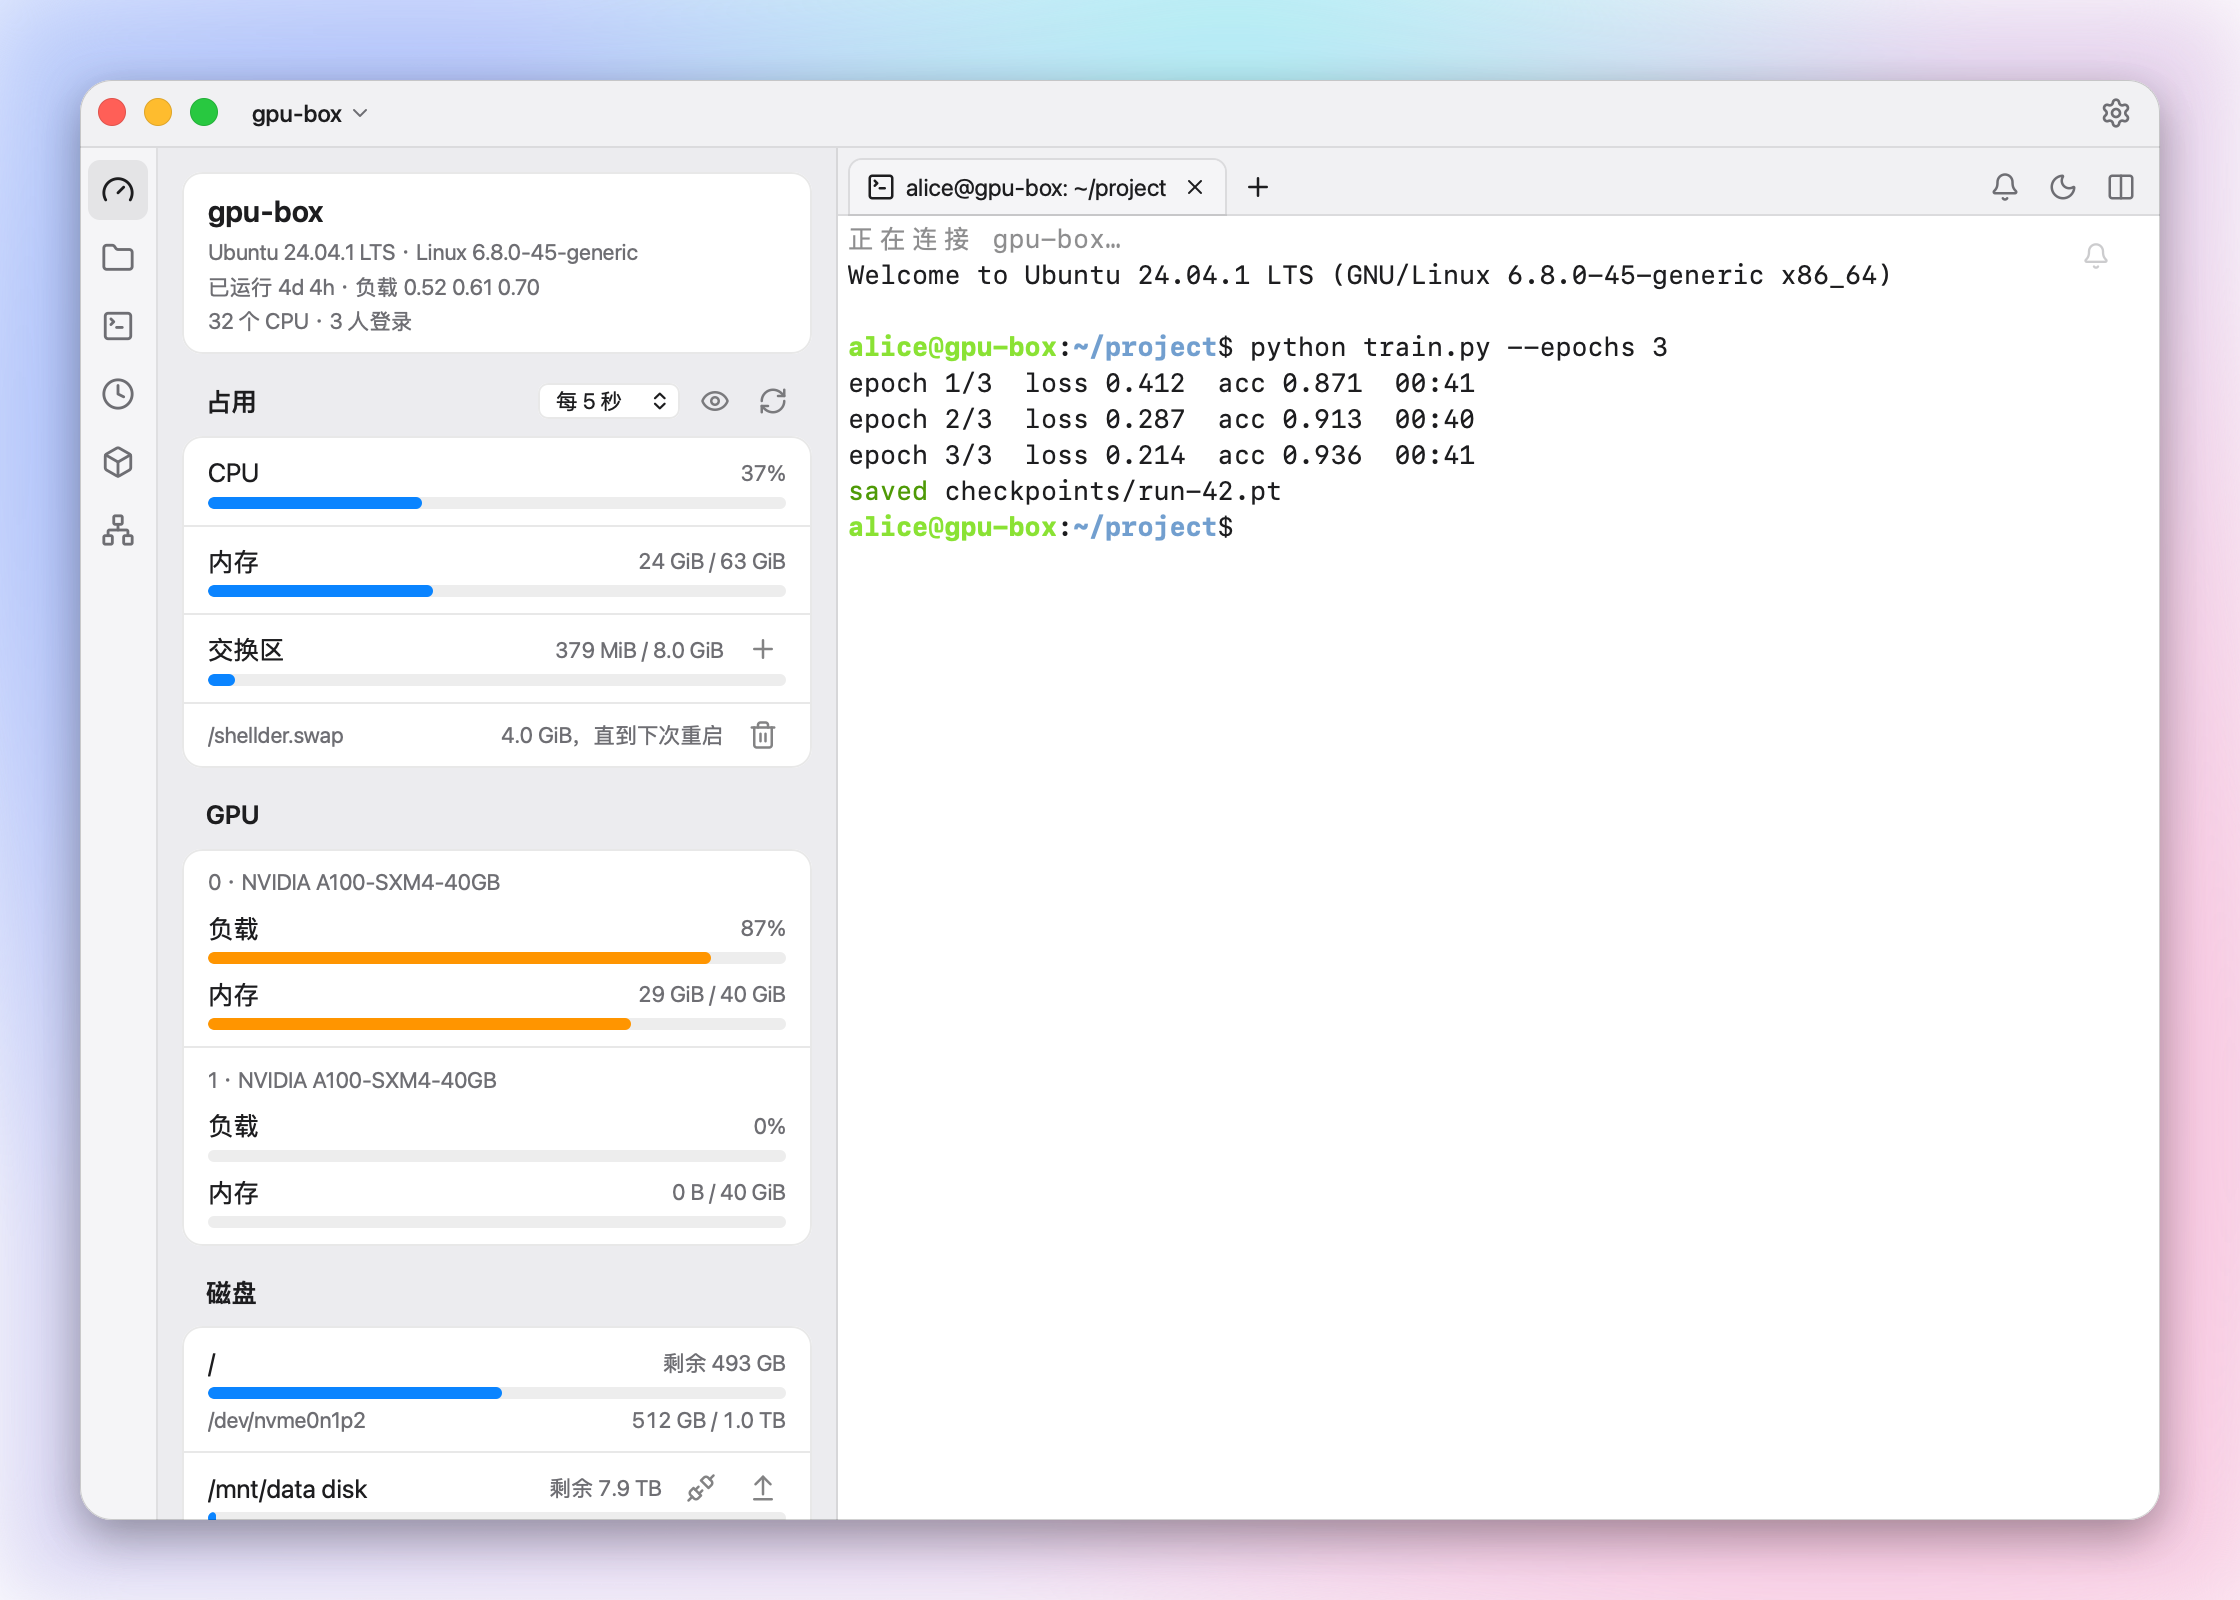 gpu-box
gpu-box
Ubuntu 24.04.1 LTS · Linux 6.8.0-45-generic
已运行 4d 4h · 负载 0.52 0.61 0.70
32 个 CPU · 3 人登录
占用
每 5 秒
CPU 37%
内存 24 GiB / 63 GiB
交换区 379 MiB / 8.0 GiB
/shellder.swap 4.0 GiB，直到下次重启
GPU
0 · NVIDIA A100-SXM4-40GB
负载 87%
内存 29 GiB / 40 GiB
1 · NVIDIA A100-SXM4-40GB
负载 0%
内存 0 B / 40 GiB
磁盘
/ 剩余 493 GB
/dev/nvme0n1p2 512 GB / 1.0 TB
/mnt/data disk 剩余 7.9 TB
alice@gpu-box: ~/project
正在连接 gpu-box…
Welcome to Ubuntu 24.04.1 LTS (GNU/Linux 6.8.0-45-generic x86_64)
alice@gpu-box:~/project$ python train.py --epochs 3
epoch 1/3  loss 0.412  acc 0.871  00:41
epoch 2/3  loss 0.287  acc 0.913  00:40
epoch 3/3  loss 0.214  acc 0.936  00:41
saved checkpoints/run-42.pt
alice@gpu-box:~/project$